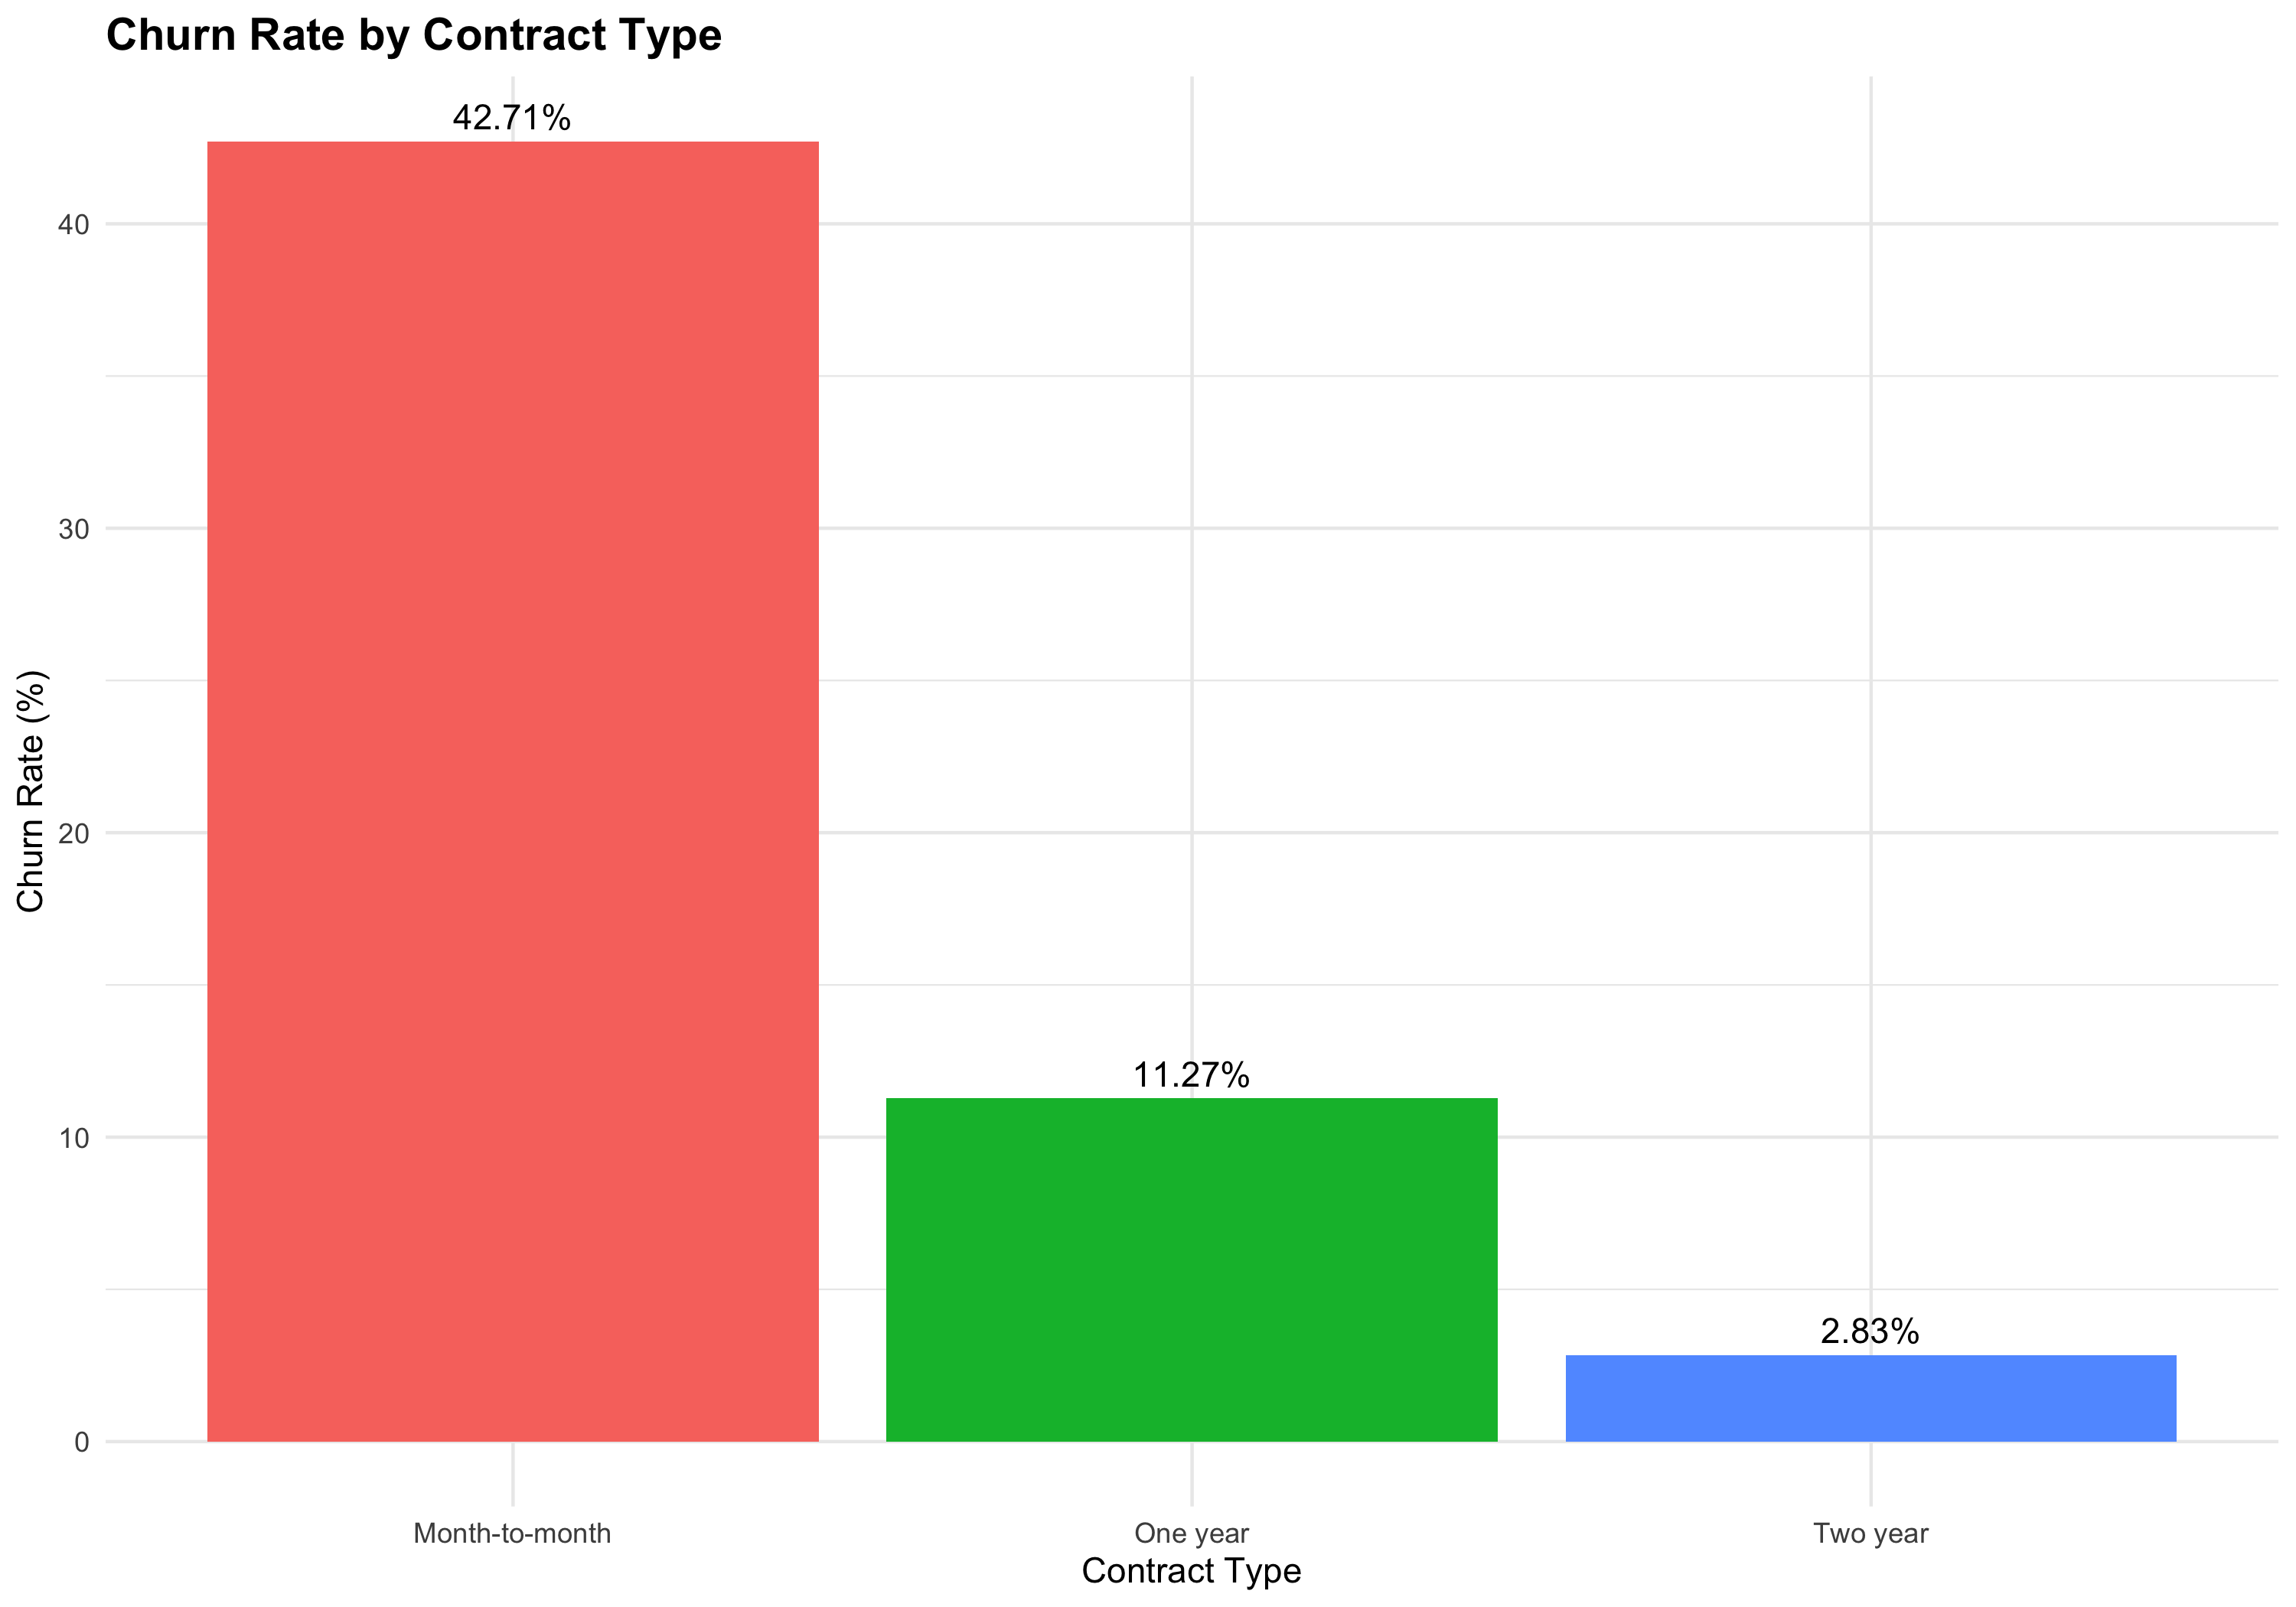 Churn Rate by Contract Type
42.71%
40
30
Churn Rate (%)
20
11.27%
10
2.83%
0
Month-to-month
One year
Two year
Contract Type